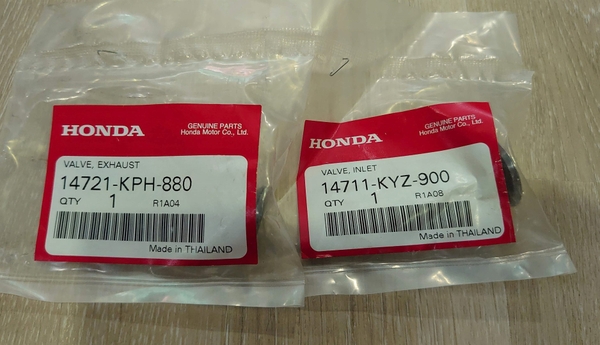 HONDA
GENUINE PARTS
Honda Motor Co., Ltd.
VALVE, EXHAUST
14721-KPH-880
QTY 1 R1A04
Made in THAILAND
HONDA
GENUINE PARTS
Honda Motor Co., Ltd.
VALVE, INLET
14711-KYZ-900
QTY 1 R1A08
Made in THAILAND